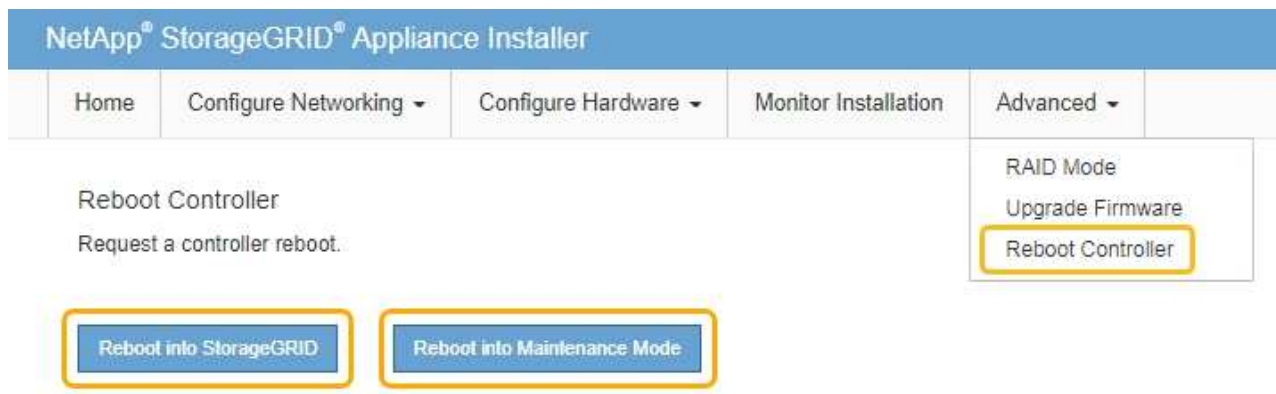 NetApp® StorageGRID® Appliance Installer
Home Configure Networking Configure Hardware Monitor Installation Advanced
RAID Mode
Upgrade Firmware
Reboot Controller
Reboot Controller
Request a controller reboot.
Reboot into StorageGRID Reboot into Maintenance Mode